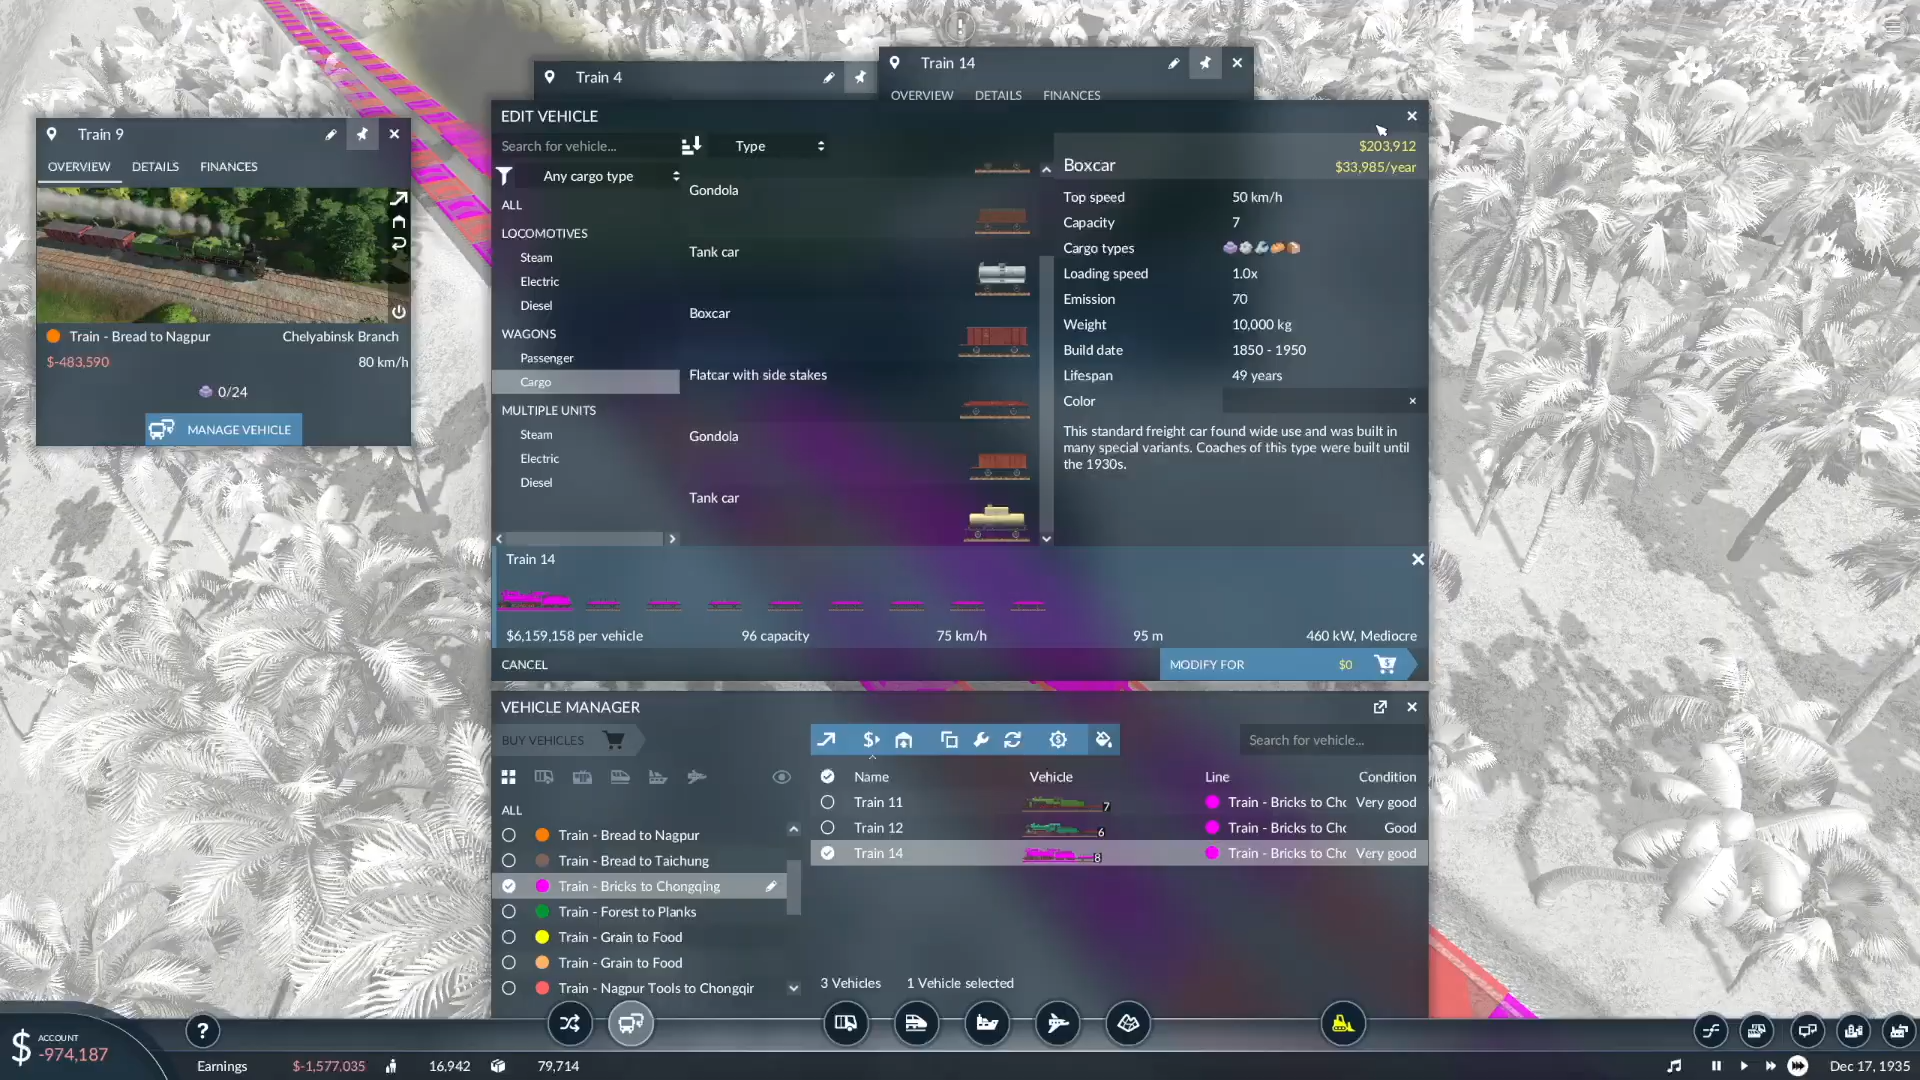 Train 4
Train 14
OVERVIEW DETAILS FINANCES
Train 9
OVERVIEW DETAILS FINANCES
Train - Bread to Nagpur Chelyabinsk Branch
$-483,590 80 km/h
0/24
MANAGE VEHICLE
EDIT VEHICLE
Search for vehicle... Type
Any cargo type
ALL
LOCOMOTIVES
Steam
Electric
Diesel
WAGONS
Passenger
Cargo
MULTIPLE UNITS
Steam
Electric
Diesel
Gondola
Tank car
Boxcar
Flatcar with side stakes
Gondola
Tank car
$203,912
Boxcar $33,985/year
Top speed 50 km/h
Capacity 7
Cargo types
Loading speed 1.0x
Emission 70
Weight 10,000 kg
Build date 1850 - 1950
Lifespan 49 years
Color
This standard freight car found wide use and was built in
many special variants. Coaches of this type were built until
the 1930s.
Train 14
$6,159,158 per vehicle 96 capacity 75 km/h 95 m 460 kW, Mediocre
CANCEL MODIFY FOR $0
VEHICLE MANAGER
BUY VEHICLES Search for vehicle...
ALL
Train - Bread to Nagpur
Train - Bread to Taichung
Train - Bricks to Chongqing
Train - Forest to Planks
Train - Grain to Food
Train - Grain to Food
Train - Nagpur Tools to Chongqir
Name Vehicle Line Condition
Train 11 7 Train - Bricks to Chc Very good
Train 12 6 Train - Bricks to Chc Good
Train 14 8 Train - Bricks to Chc Very good
3 Vehicles 1 Vehicle selected
$ ACCOUNT
-974,187
?
Earnings $-1,577,035 16,942 79,714 Dec 17, 1935